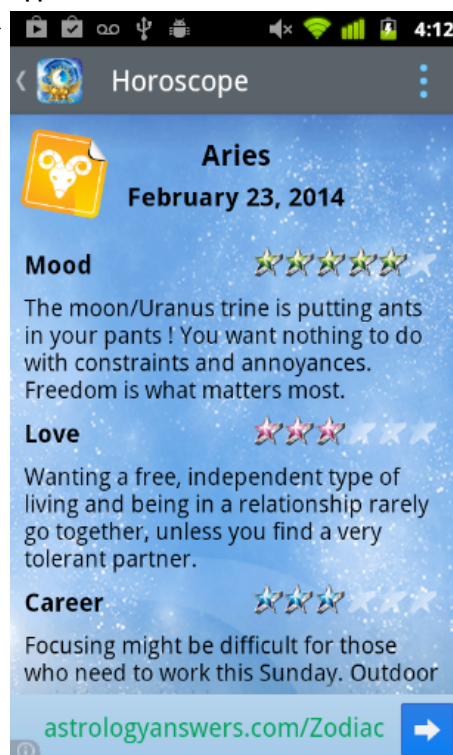 4:12
Horoscope
Aries
February 23, 2014
Mood
The moon/Uranus trine is putting ants
in your pants ! You want nothing to do
with constraints and annoyances.
Freedom is what matters most.
Love
Wanting a free, independent type of
living and being in a relationship rarely
go together, unless you find a very
tolerant partner.
Career
Focusing might be difficult for those
who need to work this Sunday. Outdoor
astrologyanswers.com/Zodiac